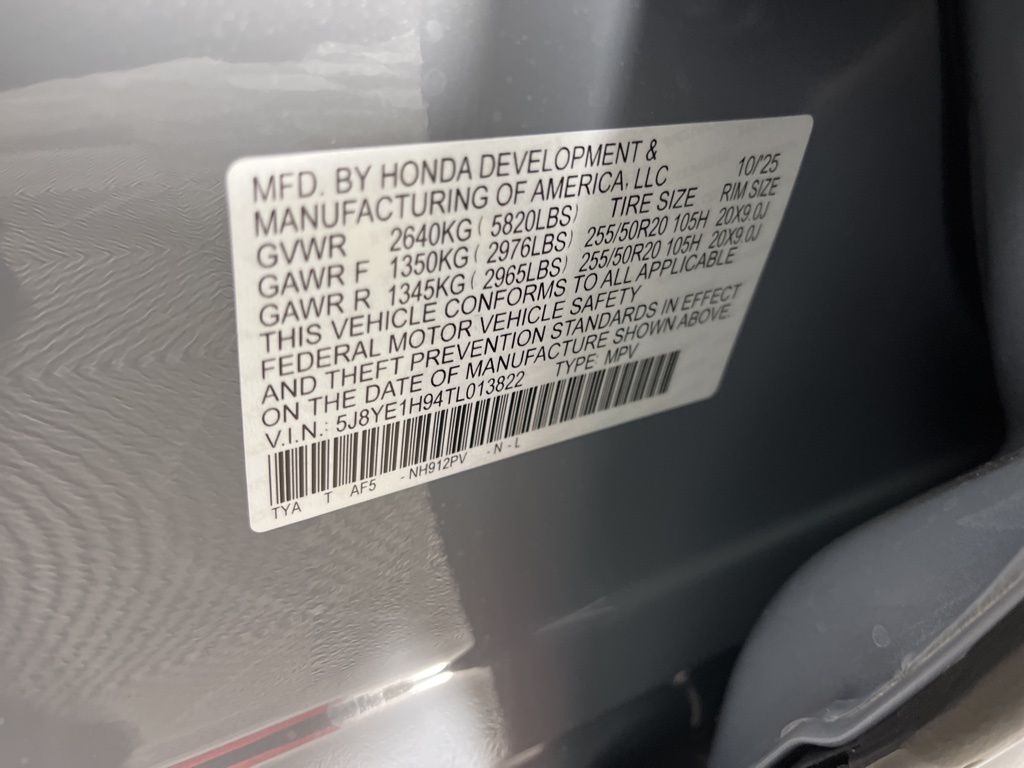 MFD. BY HONDA DEVELOPMENT & 10/'25
MANUFACTURING OF AMERICA, LLC
TIRE SIZE RIM SIZE
GVWR 2640KG ( 5820LBS)
GAWR F 1350KG ( 2976LBS) 255/50R20 105H 20X9.0J
GAWR R 1345KG ( 2965LBS) 255/50R20 105H 20X9.0J
THIS VEHICLE CONFORMS TO ALL APPLICABLE
FEDERAL MOTOR VEHICLE SAFETY
AND THEFT PREVENTION STANDARDS IN EFFECT
ON THE DATE OF MANUFACTURE SHOWN ABOVE.
V.I.N.: 5J8YE1H94TL013822 TYPE: MPV
TYA T AF5 - NH912PV - N - L